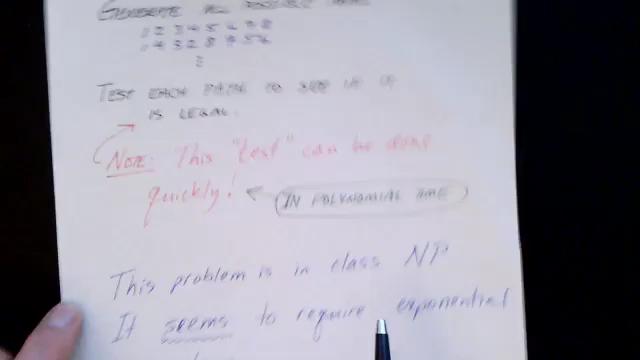 GENERATE ALL POSSIBLE
1 2 3 4 5 6 7 8
1 4 3 2 8 7 5 6
TEST EACH PATH TO SEE IF IT
IS LEGAL.
NOTE: This "test" can be done
quickly!
IN POLYNOMIAL TIME
This problem is in class NP
It seems to require exponential